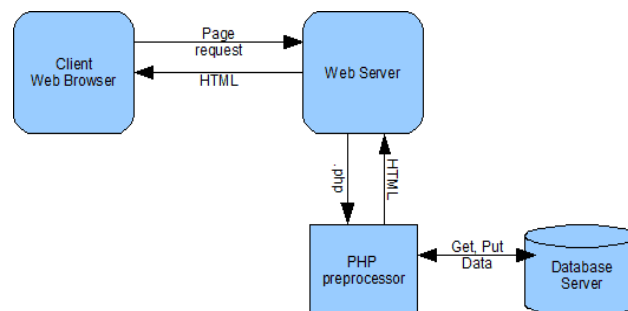 Client
Web Browser
Page
request
HTML
Web Server
.php
HTML
PHP
preprocessor
Get, Put
Data
Database
Server